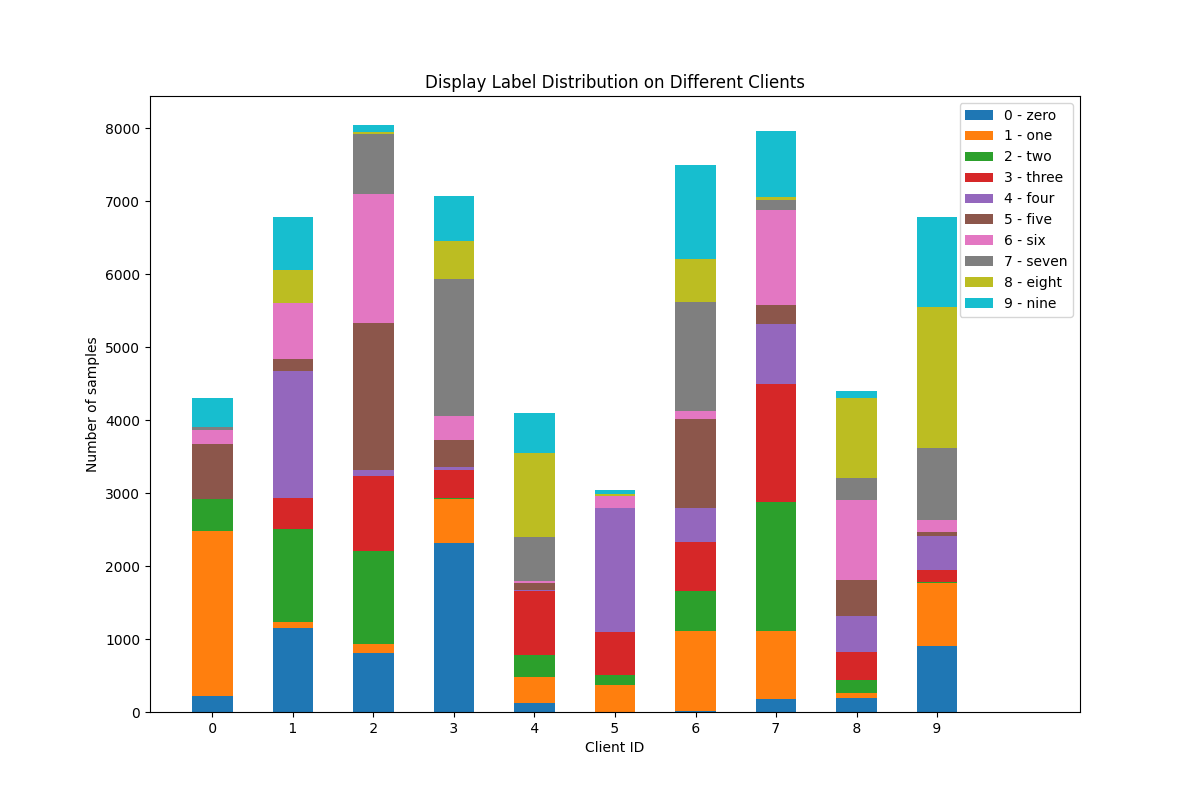 Display Label Distribution on Different Clients
0 - zero
1 - one
2 - two
3 - three
4 - four
5 - five
6 - six
7 - seven
8 - eight
9 - nine
8000
7000
6000
5000
4000
3000
2000
1000
0
Number of samples
0 1 2 3 4 5 6 7 8 9
Client ID